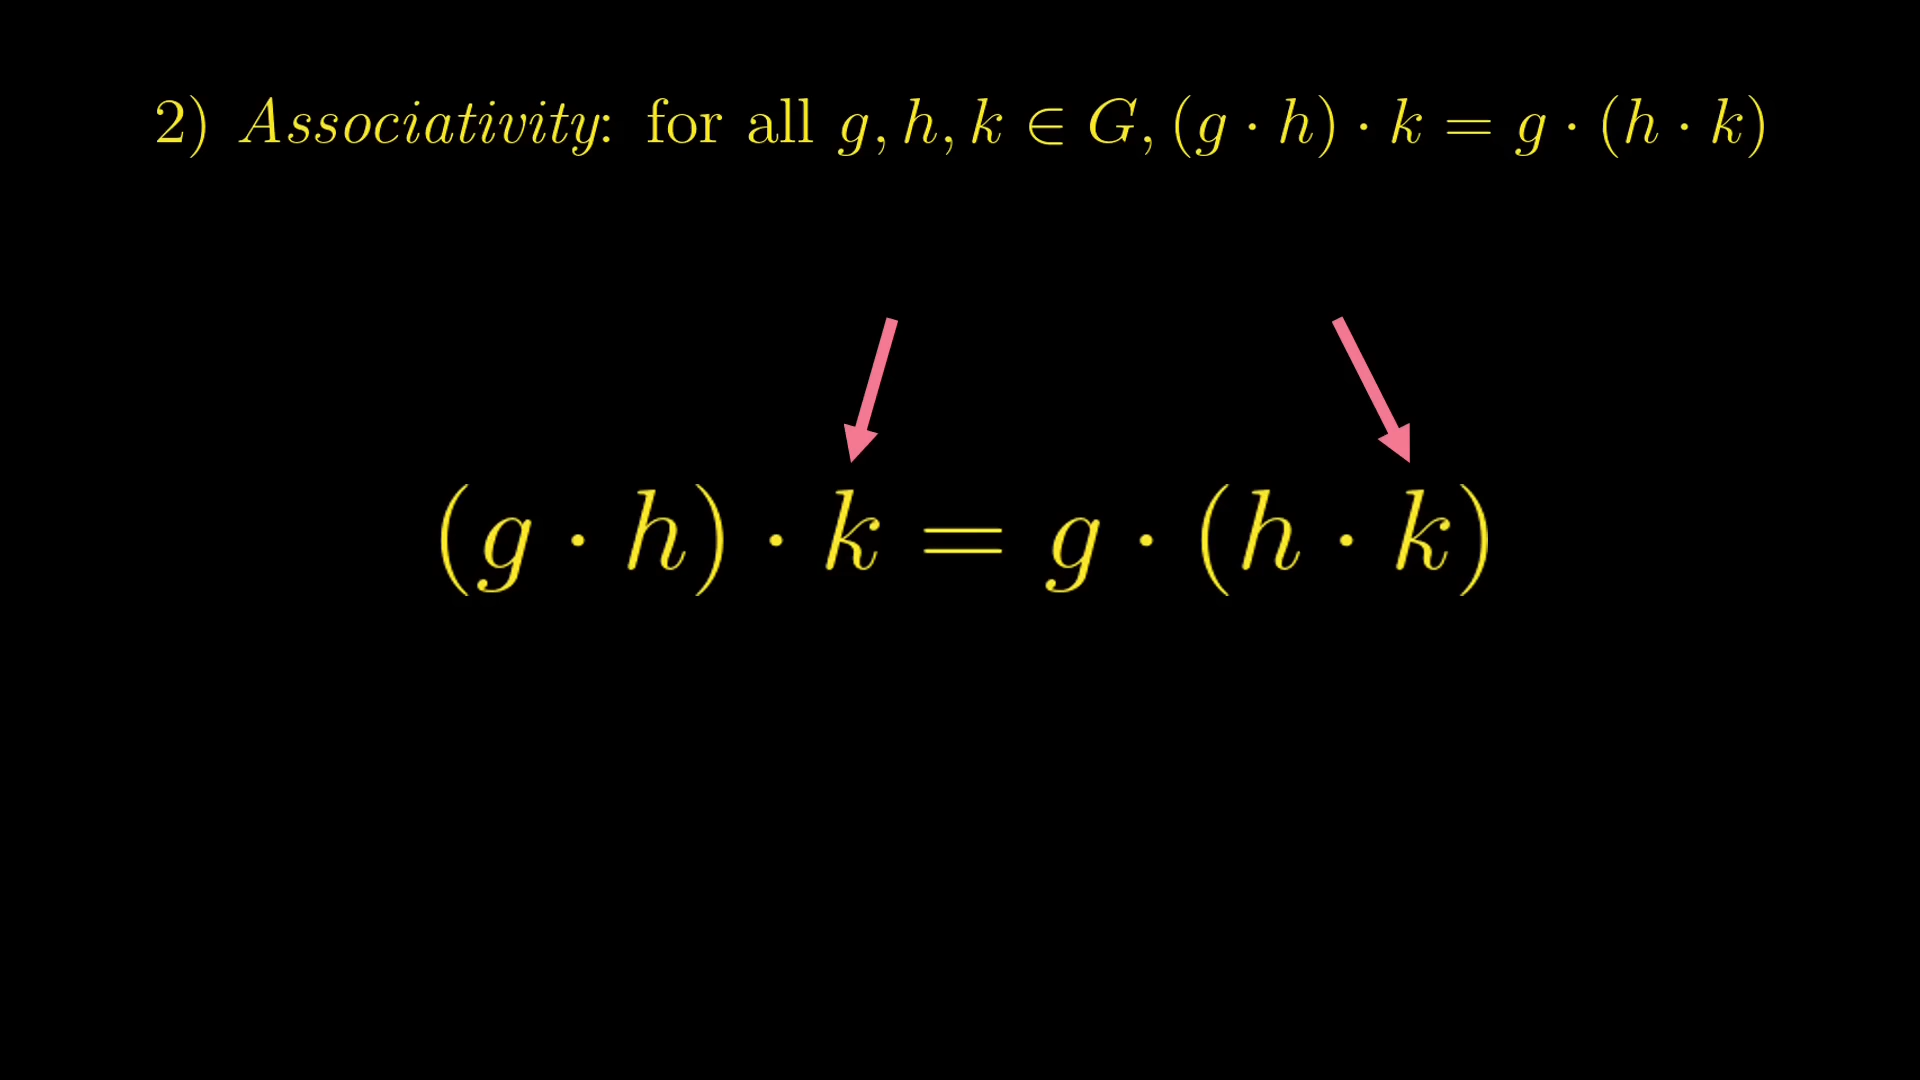 2) Associativity: for all g, h, k ∈ G, (g · h) · k = g · (h · k)
(g · h) · k = g · (h · k)